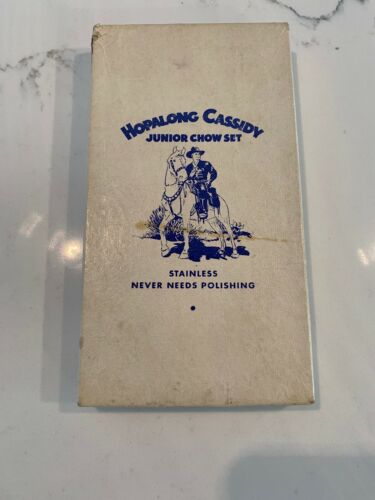 HOPALONG CASSIDY
JUNIOR CHOW SET
STAINLESS
NEVER NEEDS POLISHING